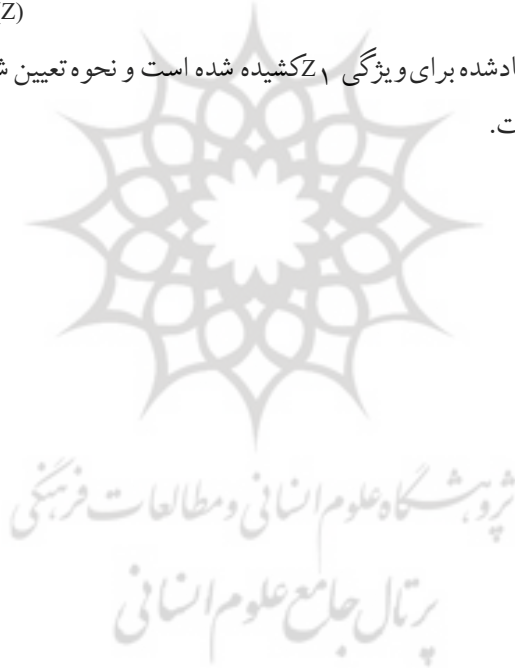 Z)
ادشده برای ویژگی Z۱ کشیده شده است و نحوه تعیین ش
ت.
پژوهشگاه علوم انسانی و مطالعات فرهنگی
پرتال جامع علوم انسانی